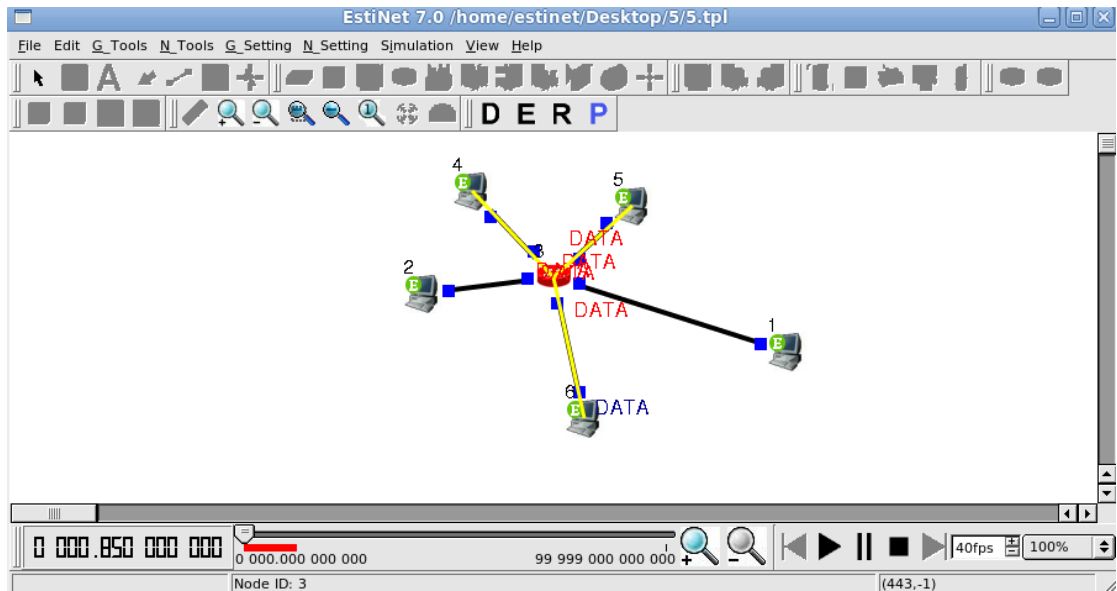 EstiNet 7.0 /home/estinet/Desktop/5/5.tpl
File Edit G_Tools N_Tools G_Setting N_Setting Simulation View Help
A
1
D E R P
4
E
5
E
DATA
3
DATA
2
E
DATA
1
E
6
E
DATA
0 000.850 000 000
0 000.000 000 000
99 999 000 000 000
40fps
100%
Node ID: 3
(443,-1)